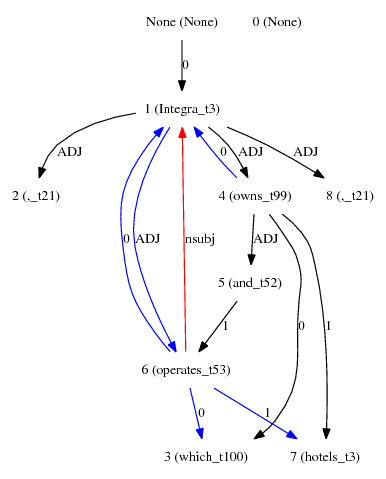 None (None) 0 (None)
0
1 (Integra_t3)
ADJ 0 ADJ ADJ
2 (,_t21) 4 (owns_t99) 8 (,_t21)
0 ADJ nsubj ADJ
5 (and_t52)
1 0 1
6 (operates_t53)
0 1
3 (which_t100) 7 (hotels_t3)